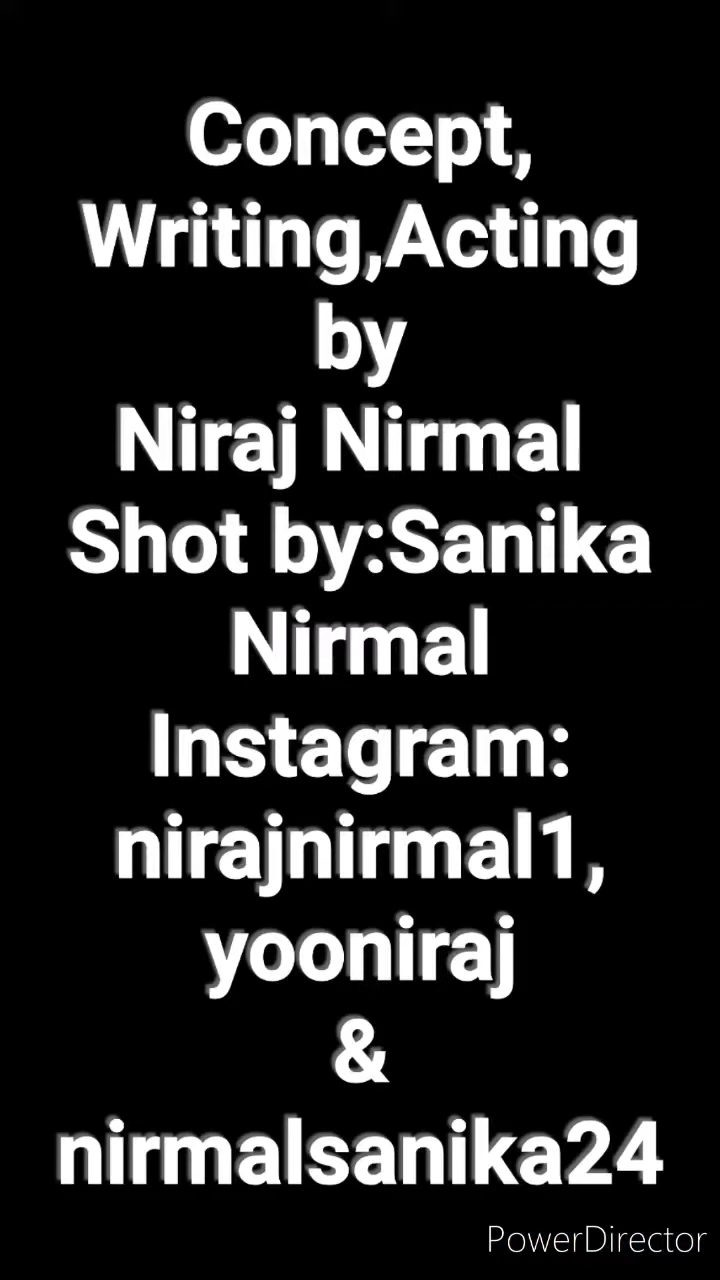 Concept,
Writing,Acting
by
Niraj Nirmal
Shot by:Sanika
Nirmal
Instagram:
nirajnirmal1,
yooniraj
&
nirmalsanika24
PowerDirector